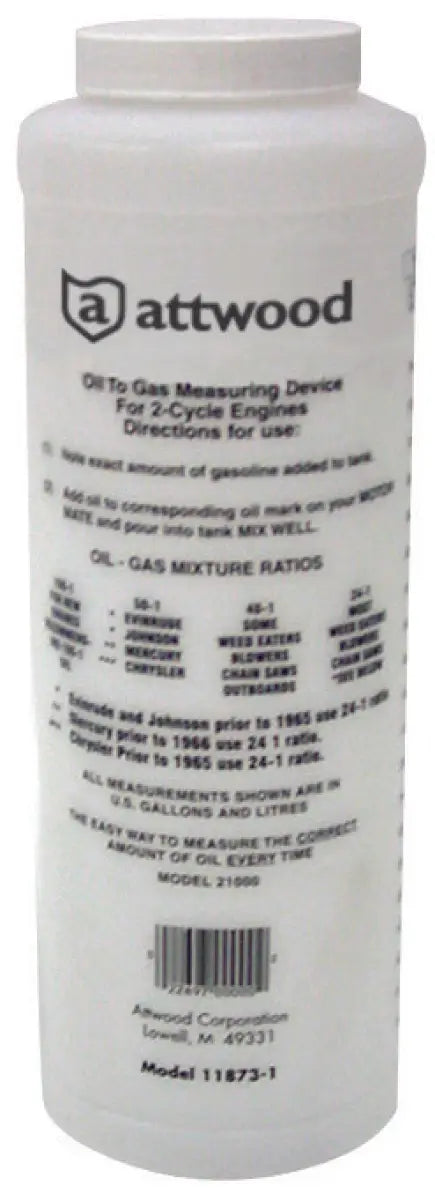 a attwood
Oil To Gas Measuring Device
For 2-Cycle Engines
Directions for use:
(1) Note exact amount of gasoline added to tank.
(2) Add oil to corresponding oil mark on your
MATE and pour into tank MIX WELL.
OIL - GAS MIXTURE RATIOS
50-1
* EVINRUDE
* JOHNSON
** MERCURY
*** CHRYSLER
40-1
SOME
WEED EATERS
BLOWERS
CHAIN SAWS
OUTBOARDS
24-1
MOST
WEED EATERS
BLOWERS
CHAIN SAWS
*SEE BELOW
* Evinrude and Johnson prior to 1965 use 24-1 ratio
** Mercury prior to 1966 use 24 1 ratio.
*** Chrysler Prior to 1965 use 24-1 ratio.
ALL MEASUREMENTS SHOWN ARE IN
U.S. GALLONS AND LITRES
THE EASY WAY TO MEASURE THE CORRECT
AMOUNT OF OIL EVERY TIME
MODEL 21000
Attwood Corporation
Lowell, M 49331
Model 11873-1